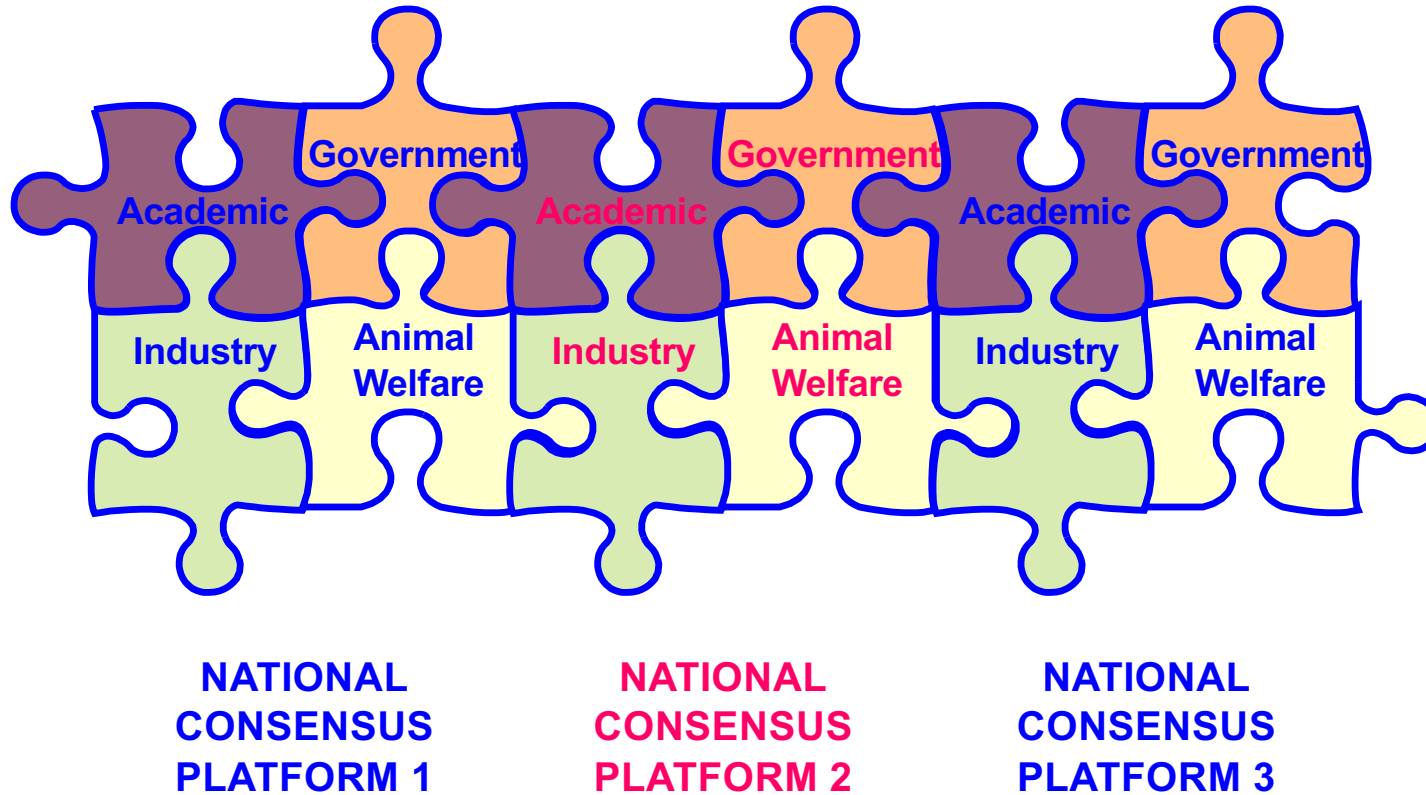 Government
Government
Government
Academic
Academic
Academic
Industry
Animal
Welfare
Industry
Animal
Welfare
Industry
Animal
Welfare
NATIONAL
CONSENSUS
PLATFORM 1
NATIONAL
CONSENSUS
PLATFORM 2
NATIONAL
CONSENSUS
PLATFORM 3